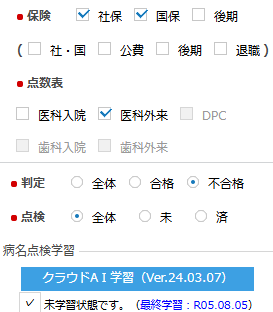 保険 社保 国保 後期
( 社・国 公費 後期 退職 )
点数表
医科入院 医科外来 DPC
歯科入院 歯科外来
判定 全体 合格 不合格
点検 全体 未 済
病名点検学習
クラウドAI学習（Ver.24.03.07）
未学習状態です。（最終学習：R05.08.05）